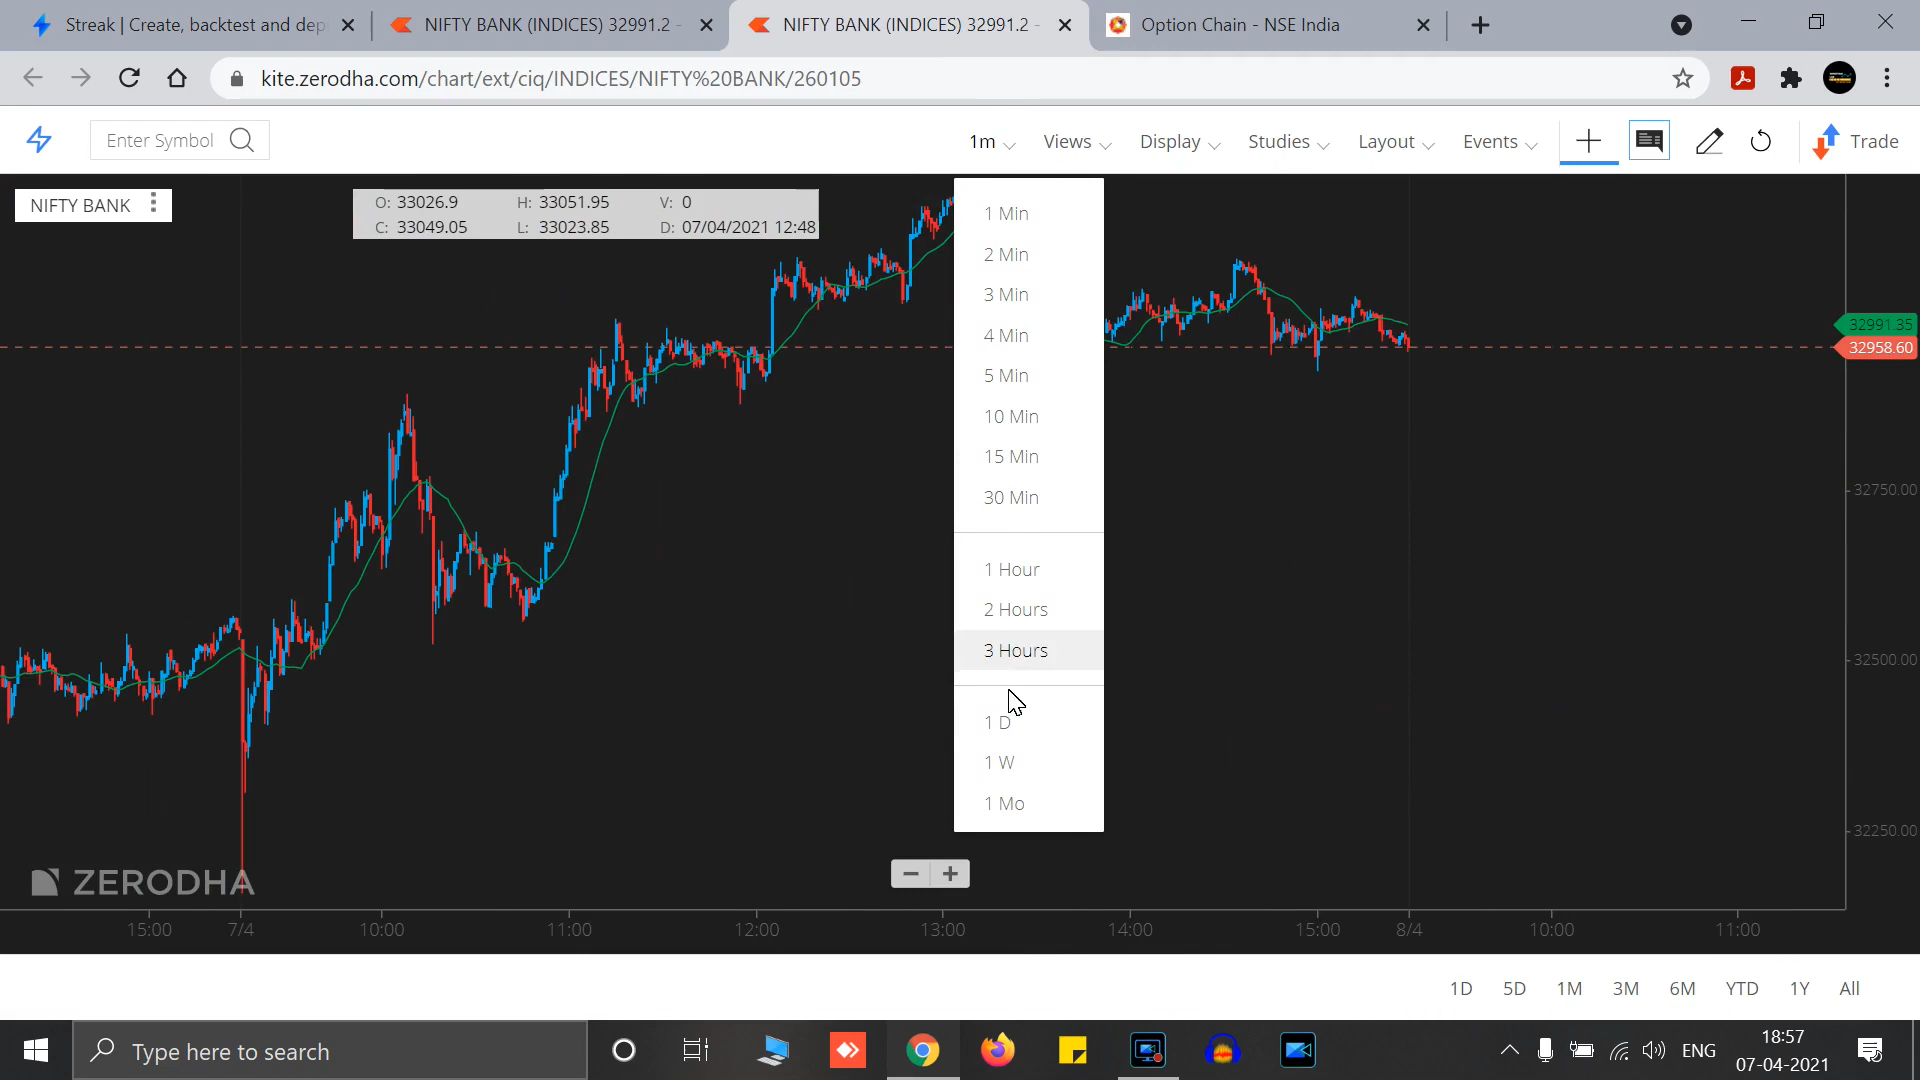 Streak | Create, backtest and dep
NIFTY BANK (INDICES) 32991.2 -
NIFTY BANK (INDICES) 32991.2 -
Option Chain - NSE India
kite.zerodha.com/chart/ext/ciq/INDICES/NIFTY%20BANK/260105
Enter Symbol
1m
Views
Display
Studies
Layout
Events
Trade
NIFTY BANK
O: 33026.9 H: 33051.95 V: 0
C: 33049.05 L: 33023.85 D: 07/04/2021 12:48
1 Min
2 Min
3 Min
4 Min
5 Min
10 Min
15 Min
30 Min
1 Hour
2 Hours
3 Hours
1 D
1 W
1 Mo
32991.35
32958.60
32750.00
32500.00
32250.00
ZERODHA
15:00 7/4 10:00 11:00 12:00 13:00 14:00 15:00 8/4 10:00 11:00
1D 5D 1M 3M 6M YTD 1Y All
Type here to search
ENG
18:57
07-04-2021